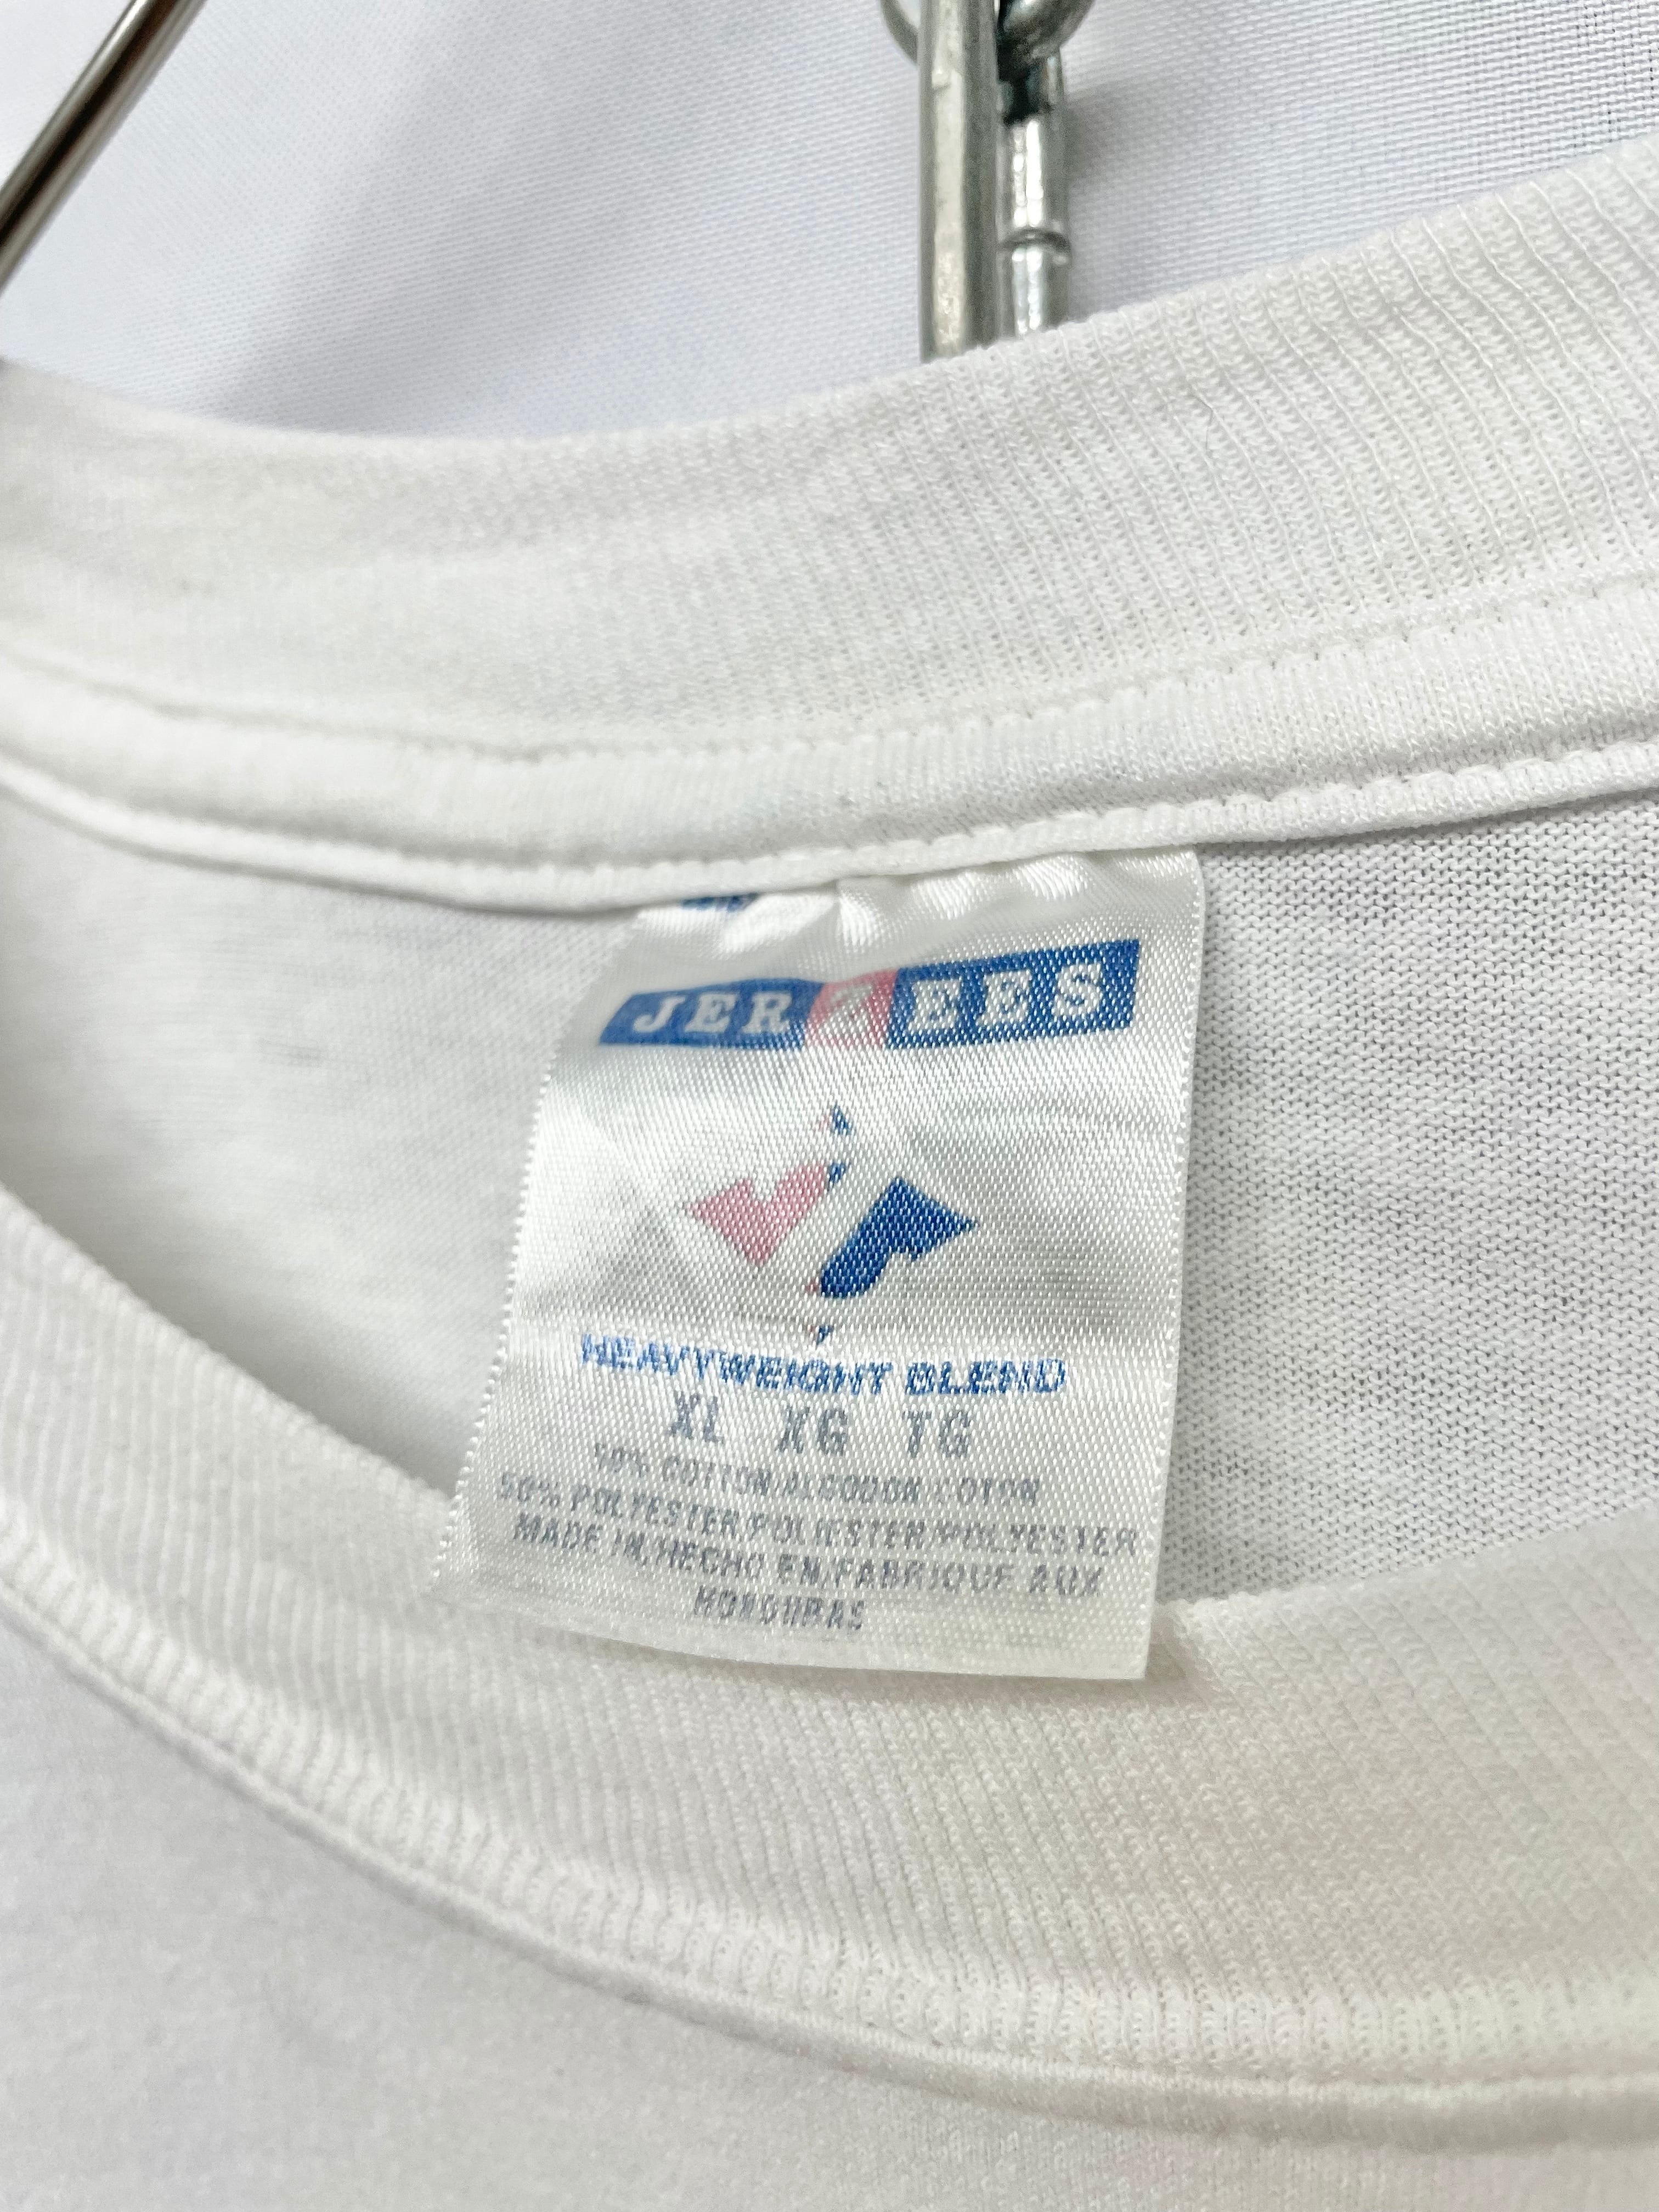 JERZEES
HEAVYWEIGHT BLEND
XL XG TG
50% COTTON/ALGODON/COTON
50% POLYESTER/POLIESTER/POLYESTER
MADE IN/HECHO EN/FABRIQUE AUX
HONDURAS